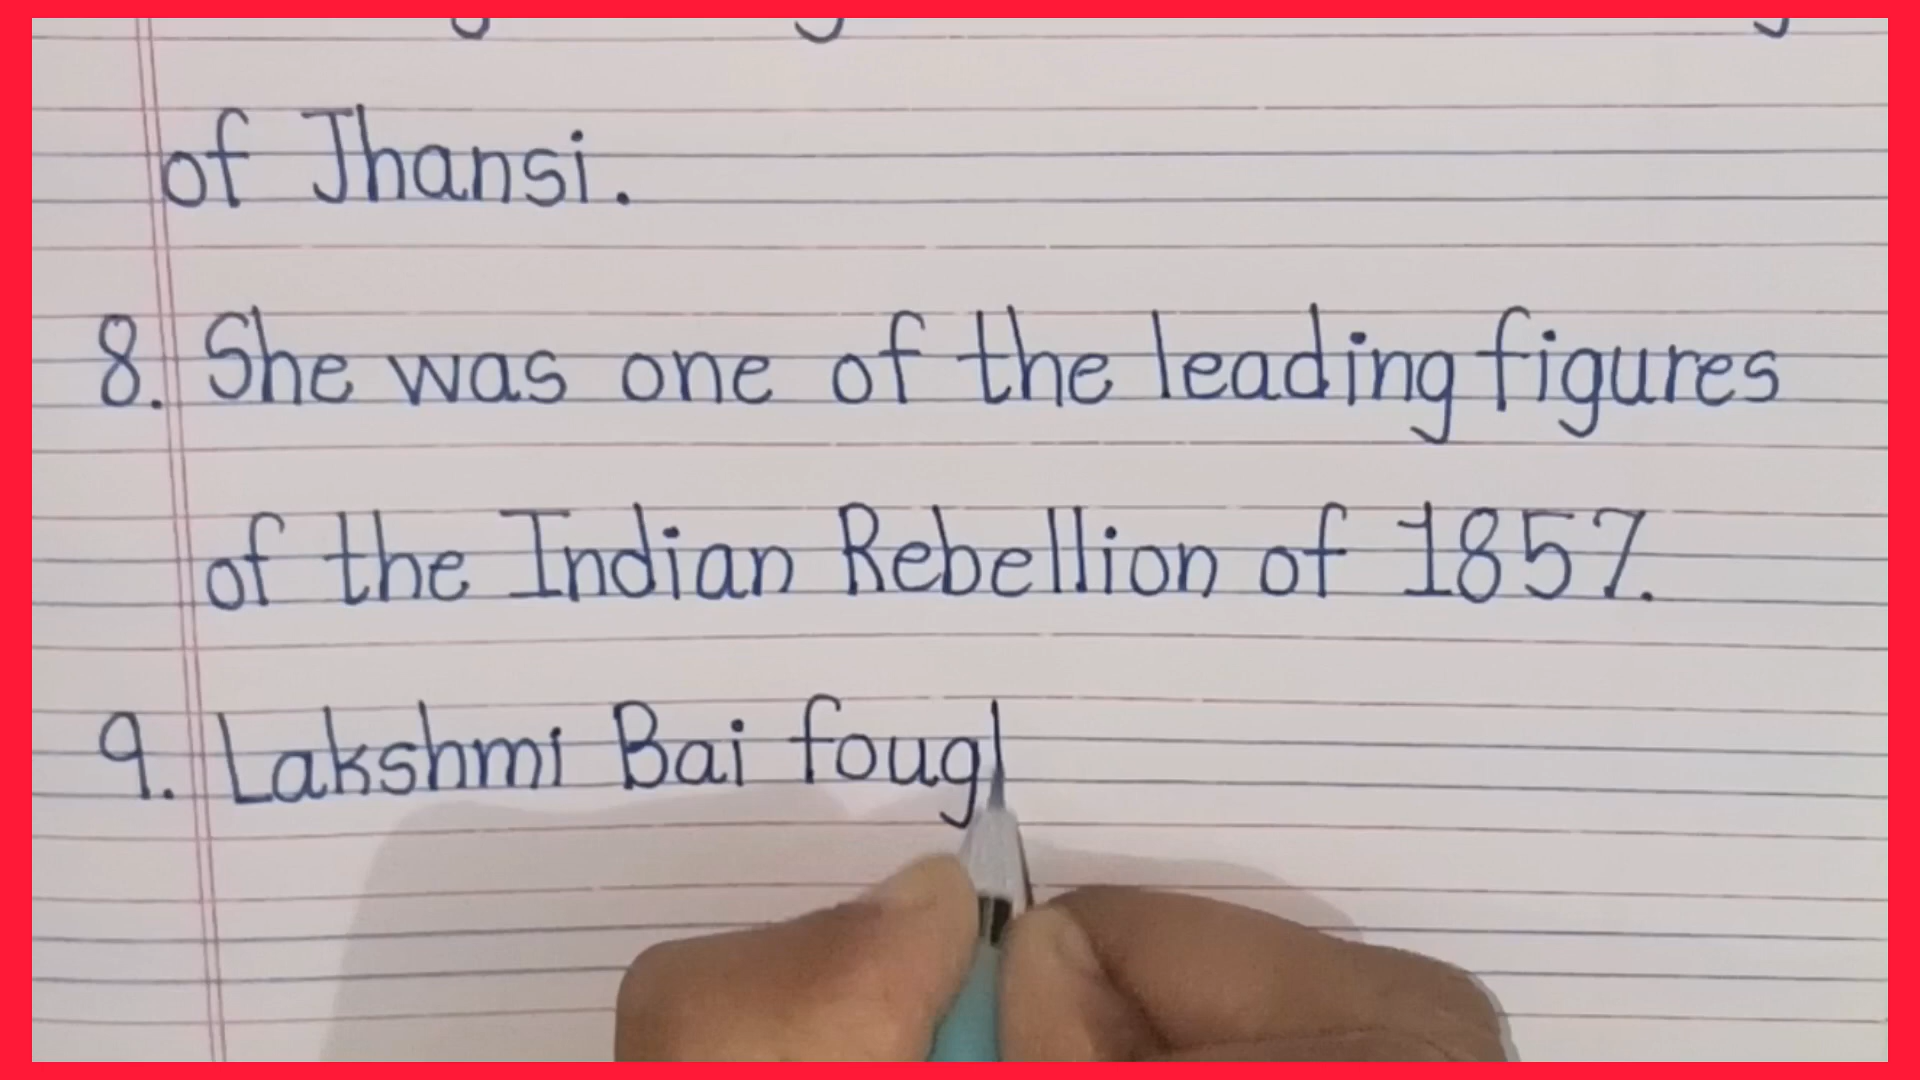 of Jhansi.
8. She was one of the leading figures
of the Indian Rebellion of 1857.
9. Lakshmi Bai fougl